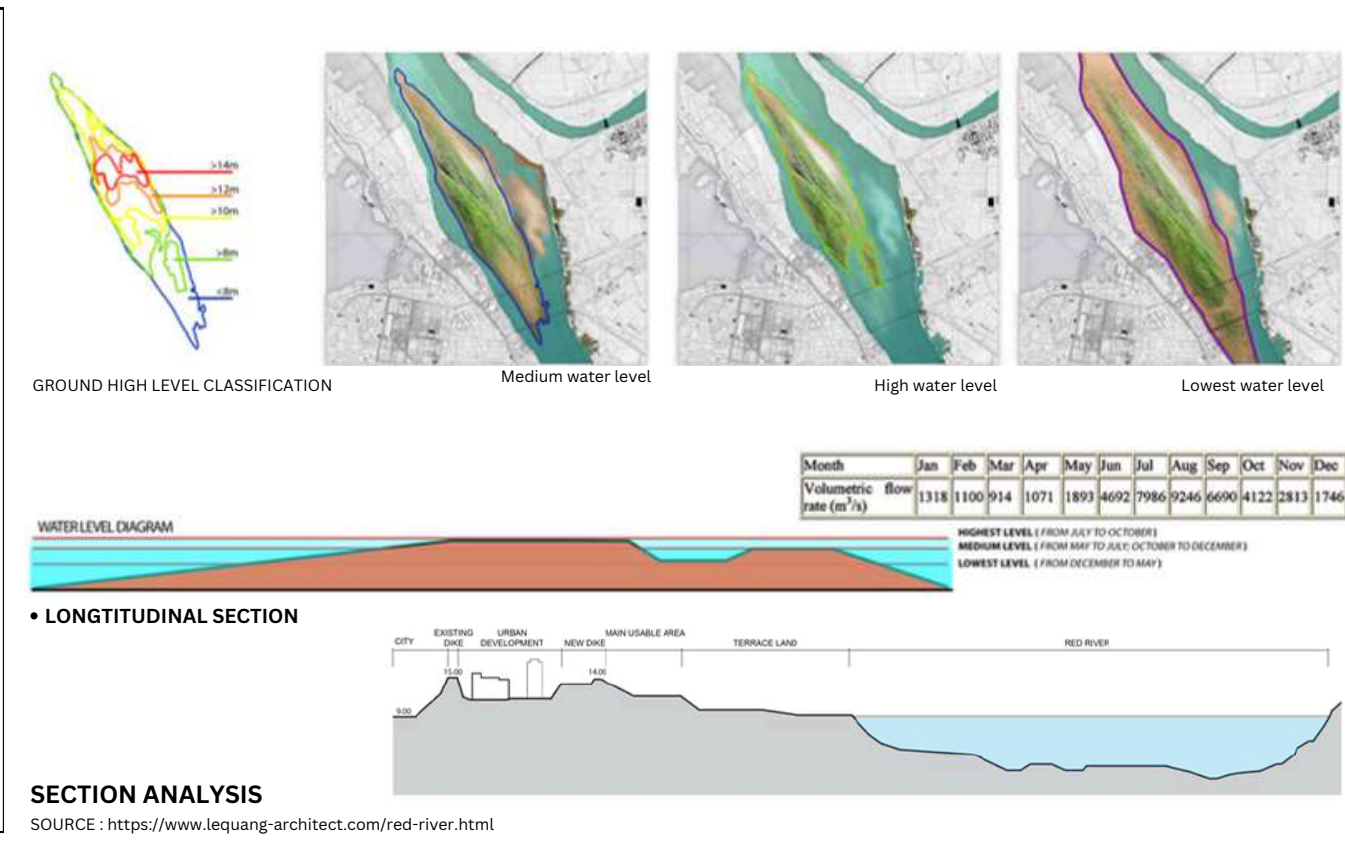 >14m
>12m
>10m
>8m
<8m
GROUND HIGH LEVEL CLASSIFICATION
Medium water level
High water level
Lowest water level
Month Jan Feb Mar Apr May Jun Jul Aug Sep Oct Nov Dec
Volumetric flow
rate (m³/s) 1318 1100 914 1071 1893 4692 7986 9246 6690 4122 2813 1746
WATER LEVEL DIAGRAM
HIGHEST LEVEL ( FROM JULY TO OCTOBER )
MEDIUM LEVEL ( FROM MAY TO JULY; OCTOBER TO DECEMBER )
LOWEST LEVEL ( FROM DECEMBER TO MAY )
• LONGTITUDINAL SECTION
CITY
EXISTING
DIKE
URBAN
DEVELOPMENT
NEW DIKE
MAIN USABLE AREA
TERRACE LAND
RED RIVER
15.00
14.00
9.00
SECTION ANALYSIS
SOURCE : https://www.lequang-architect.com/red-river.html